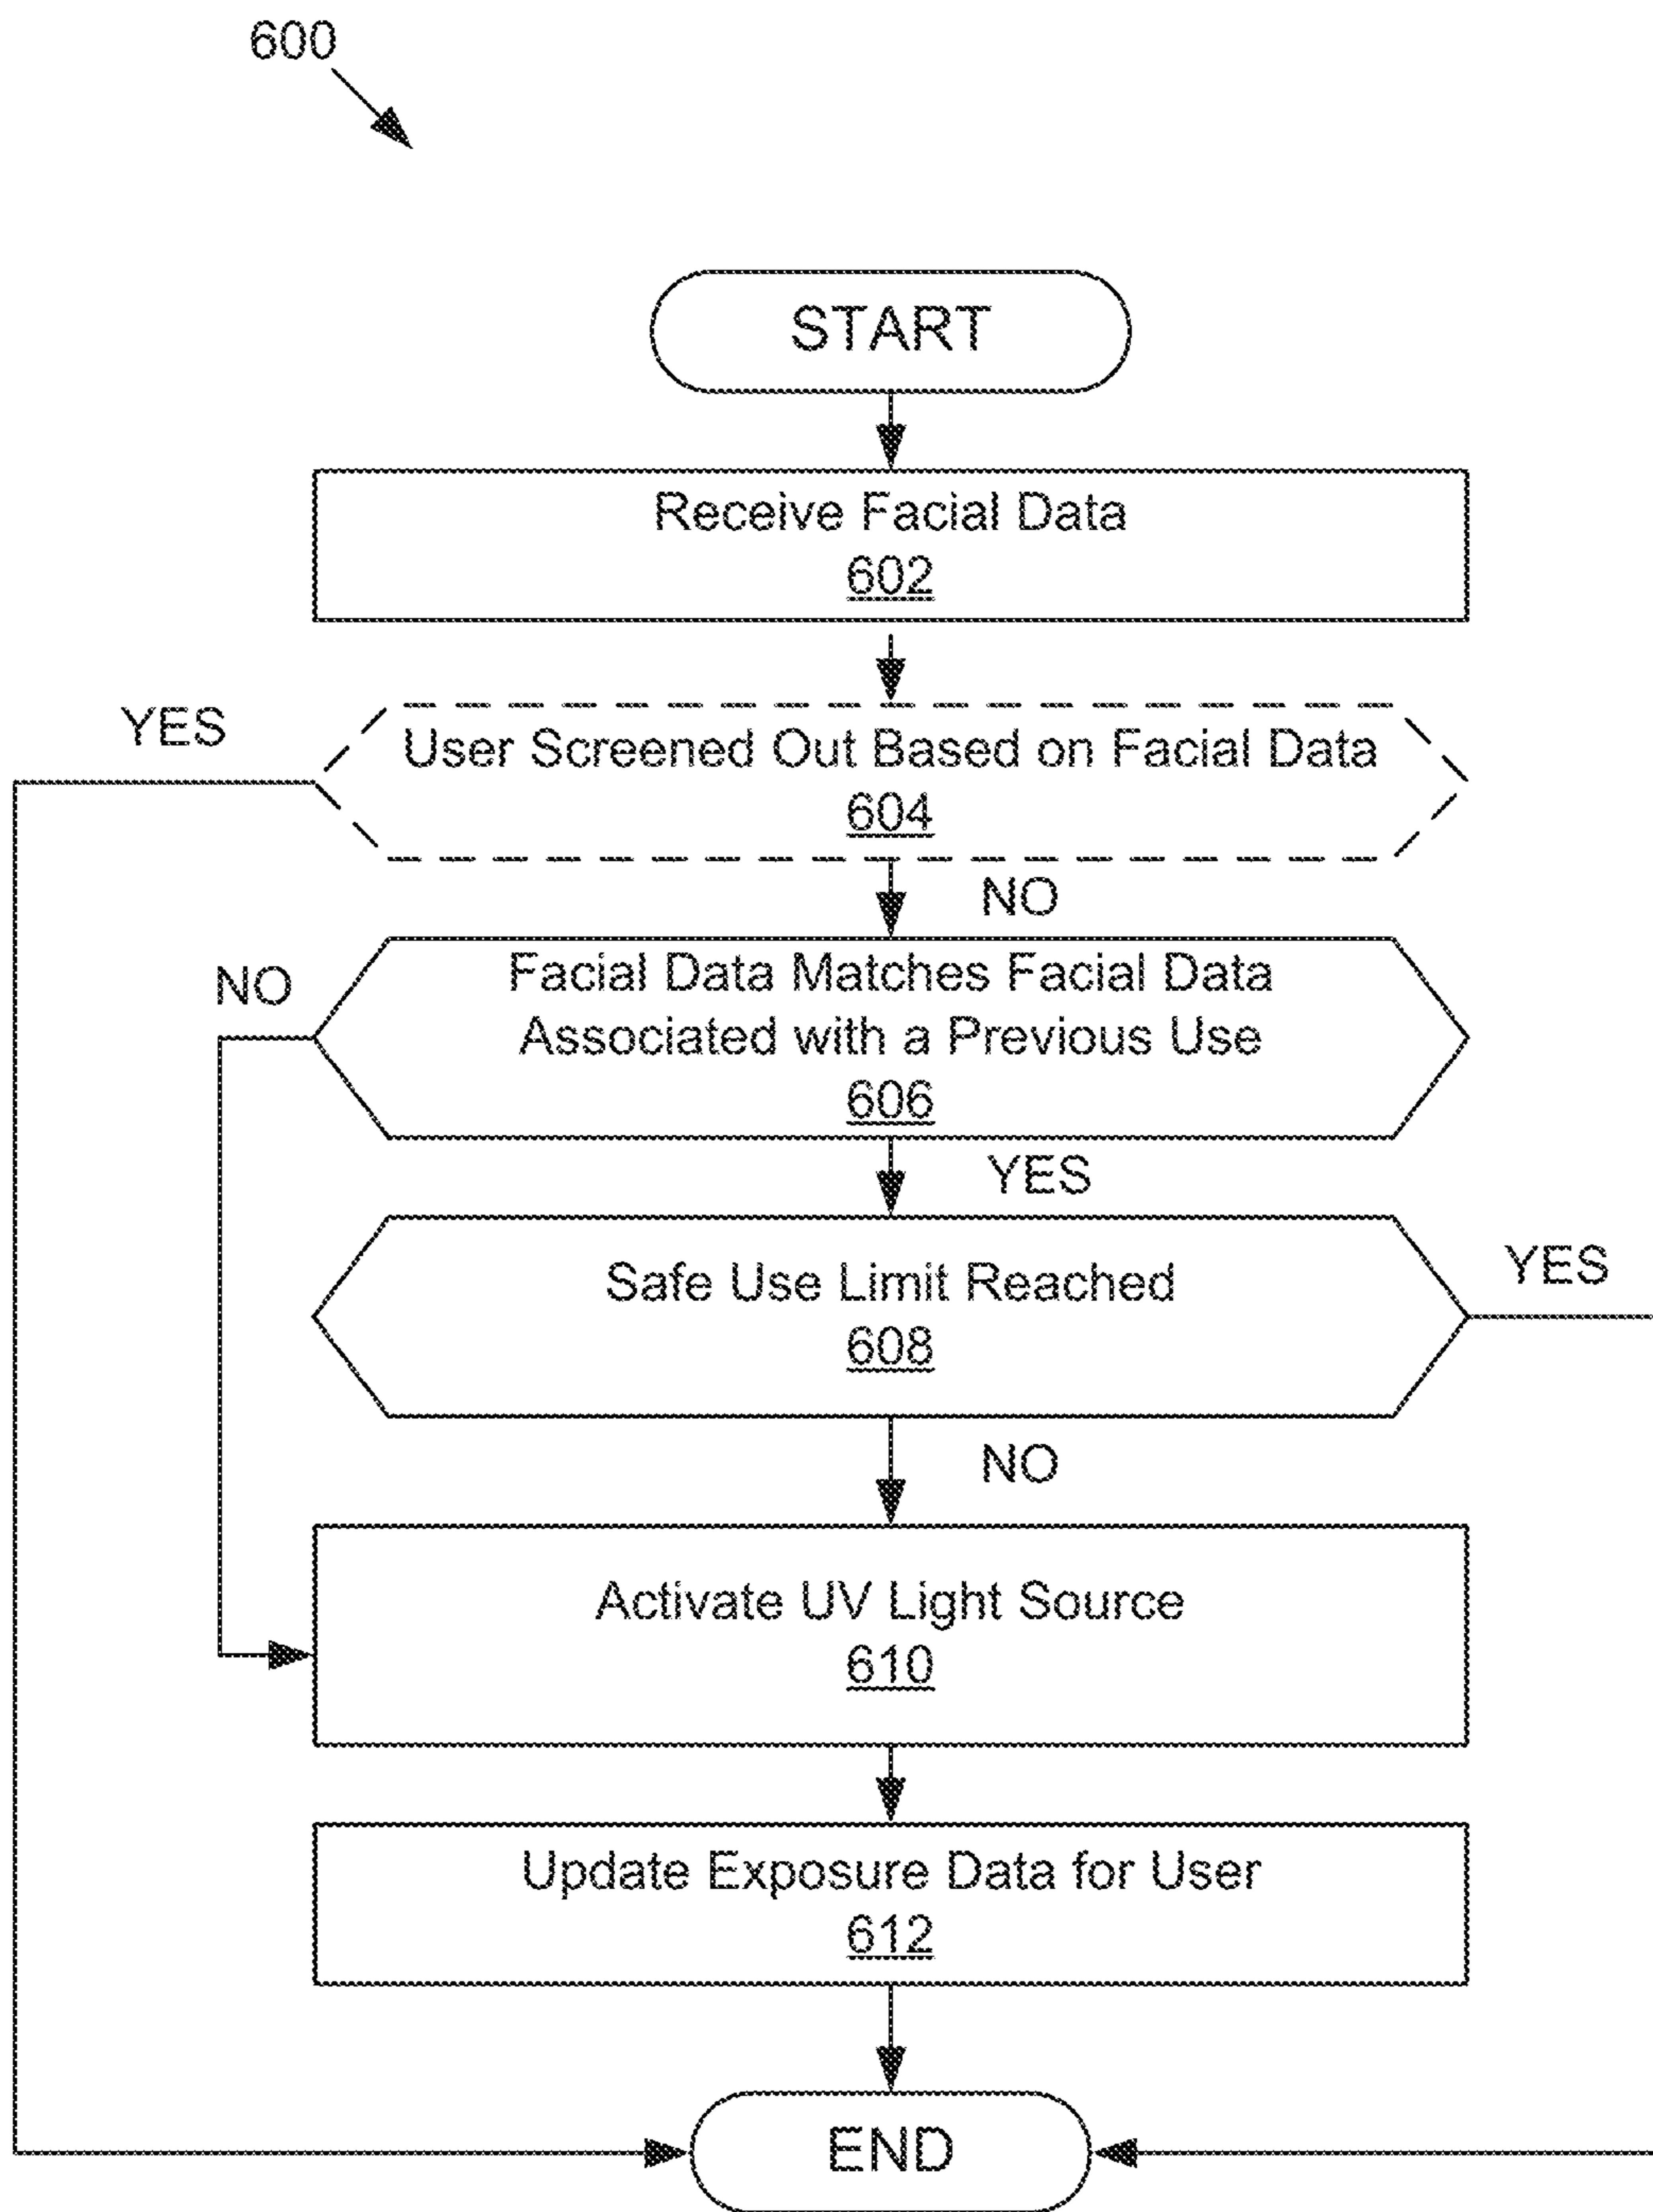 600
START
Receive Facial Data
602
YES
User Screened Out Based on Facial Data
604
NO
NO
Facial Data Matches Facial Data
Associated with a Previous Use
606
YES
Safe Use Limit Reached
608
YES
NO
Activate UV Light Source
610
Update Exposure Data for User
612
END